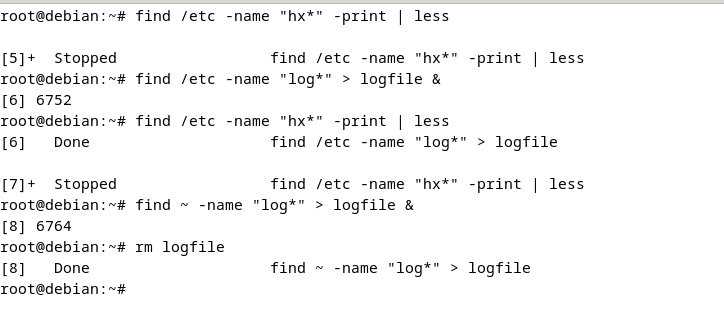 root@debian:~# find /etc -name "hx*" -print | less
[5]+  Stopped                 find /etc -name "hx*" -print | less
root@debian:~# find /etc -name "log*" > logfile &
[6] 6752
root@debian:~# find /etc -name "hx*" -print | less
[6]   Done                    find /etc -name "log*" > logfile
[7]+  Stopped                 find /etc -name "hx*" -print | less
root@debian:~# find ~ -name "log*" > logfile &
[8] 6764
root@debian:~# rm logfile
[8]   Done                    find ~ -name "log*" > logfile
root@debian:~#